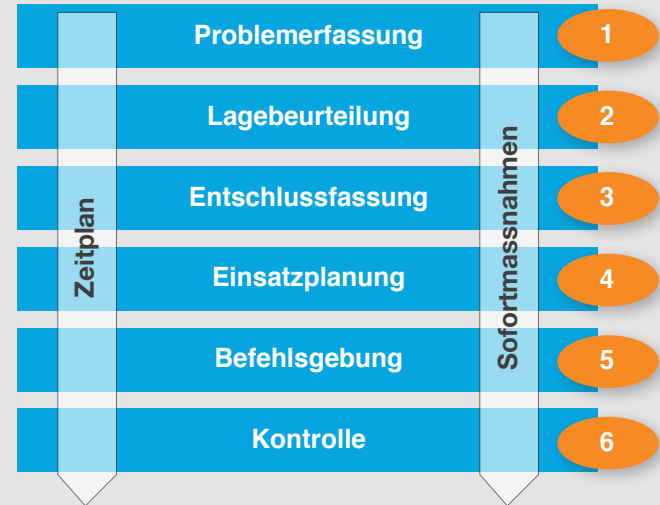 Problemerfassung 1
Lagebeurteilung 2
Entschlussfassung 3
Einsatzplanung 4
Befehlsgebung 5
Kontrolle 6
Zeitplan
Sofortmassnahmen